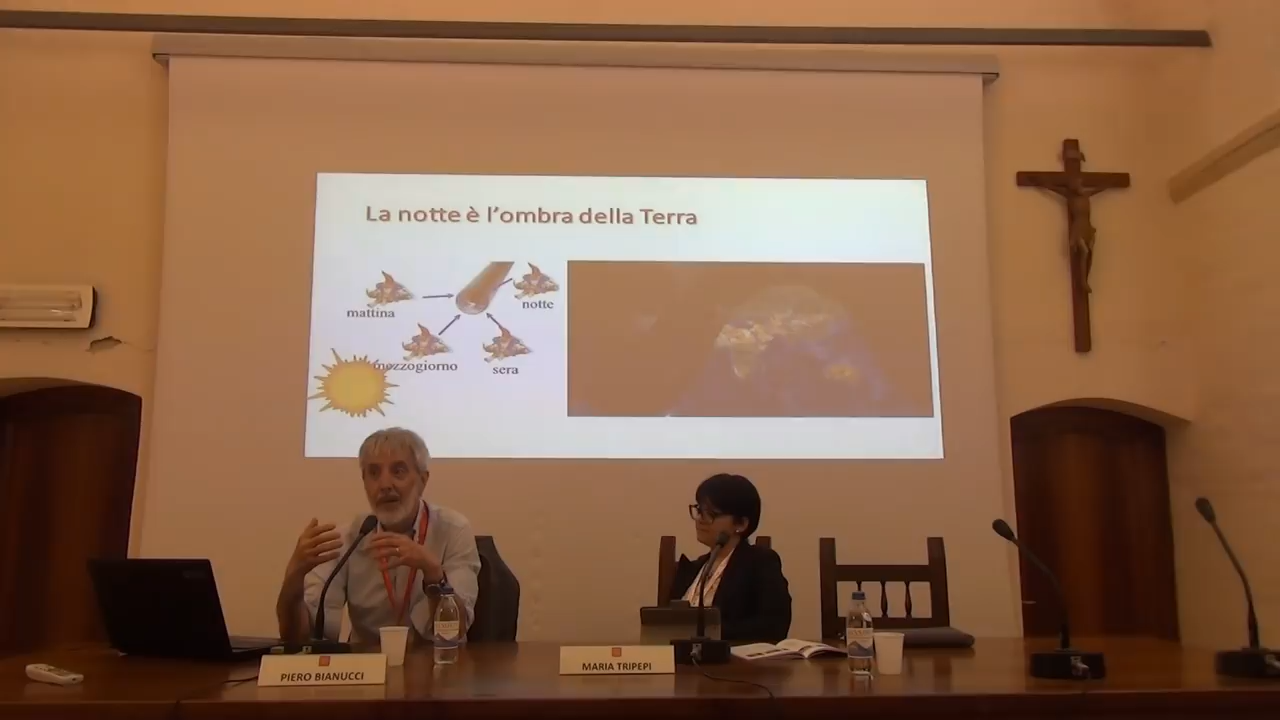 La notte è l'ombra della Terra
mattina
notte
mezzogiorno
sera
PIERO BIANUCCI
MARIA TRIPEPI